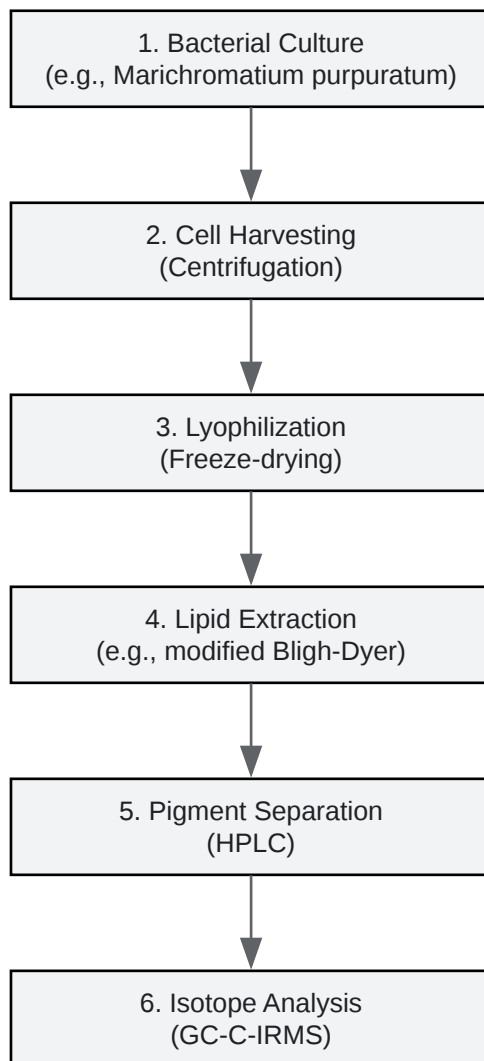 1. Bacterial Culture
(e.g., Marichromatium purpuratum)
2. Cell Harvesting
(Centrifugation)
3. Lyophilization
(Freeze-drying)
4. Lipid Extraction
(e.g., modified Bligh-Dyer)
5. Pigment Separation
(HPLC)
6. Isotope Analysis
(GC-C-IRMS)